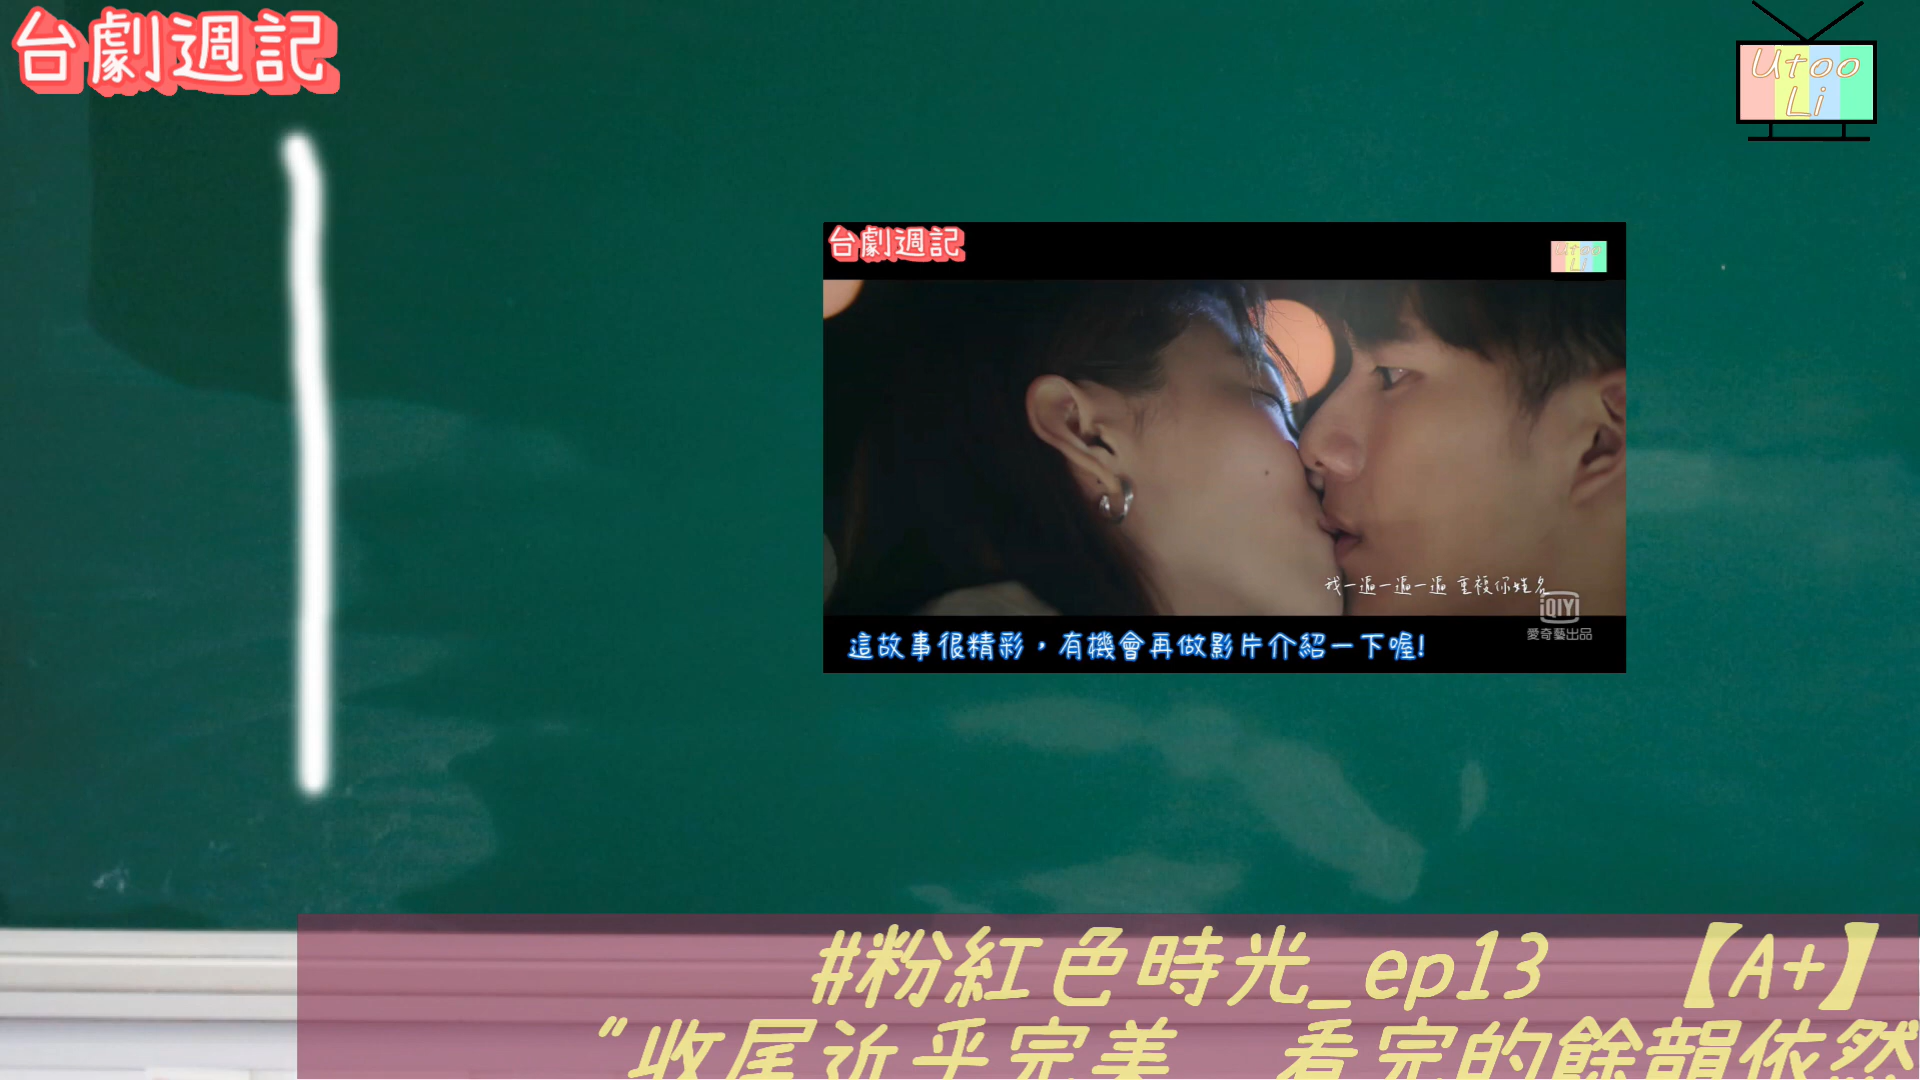 台劇週記
Utoo
Li
1
台劇週記
Utoo
Li
我一遍一遍一遍 重複你姓名
iQIYI
愛奇藝出品
這故事很精彩，有機會再做影片介紹一下喔!
#粉紅色時光_ep13 【A+】
"收尾近乎完美 看完的餘韻依然